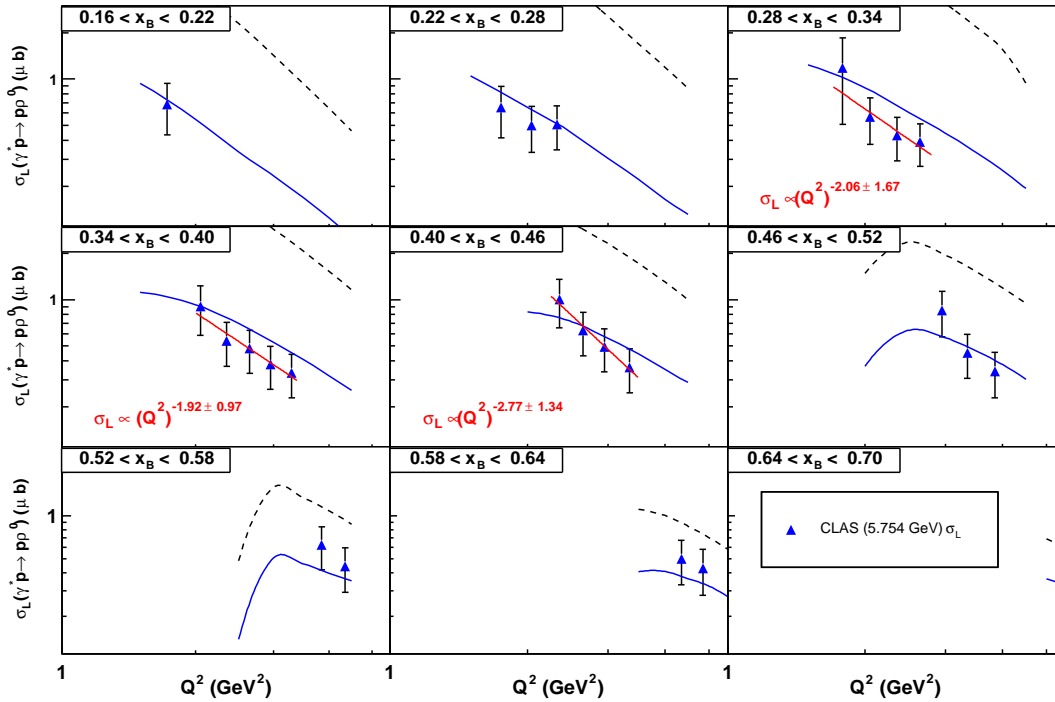 0.16 < x_B < 0.22
0.22 < x_B < 0.28
0.28 < x_B < 0.34
σ_L(γ* p→ pρ⁰) (μ b)
1
σ_L ∝(Q²)^-2.06 ± 1.67
0.34 < x_B < 0.40
0.40 < x_B < 0.46
0.46 < x_B < 0.52
σ_L(γ* p→ pρ⁰) (μ b)
1
σ_L ∝ (Q²)^-1.92 ± 0.97
σ_L ∝(Q²)^-2.77 ± 1.34
0.52 < x_B < 0.58
0.58 < x_B < 0.64
0.64 < x_B < 0.70
σ_L(γ* p→ pρ⁰) (μ b)
1
CLAS (5.754 GeV) σ_L
1
1
1
Q² (GeV²)
Q² (GeV²)
Q² (GeV²)